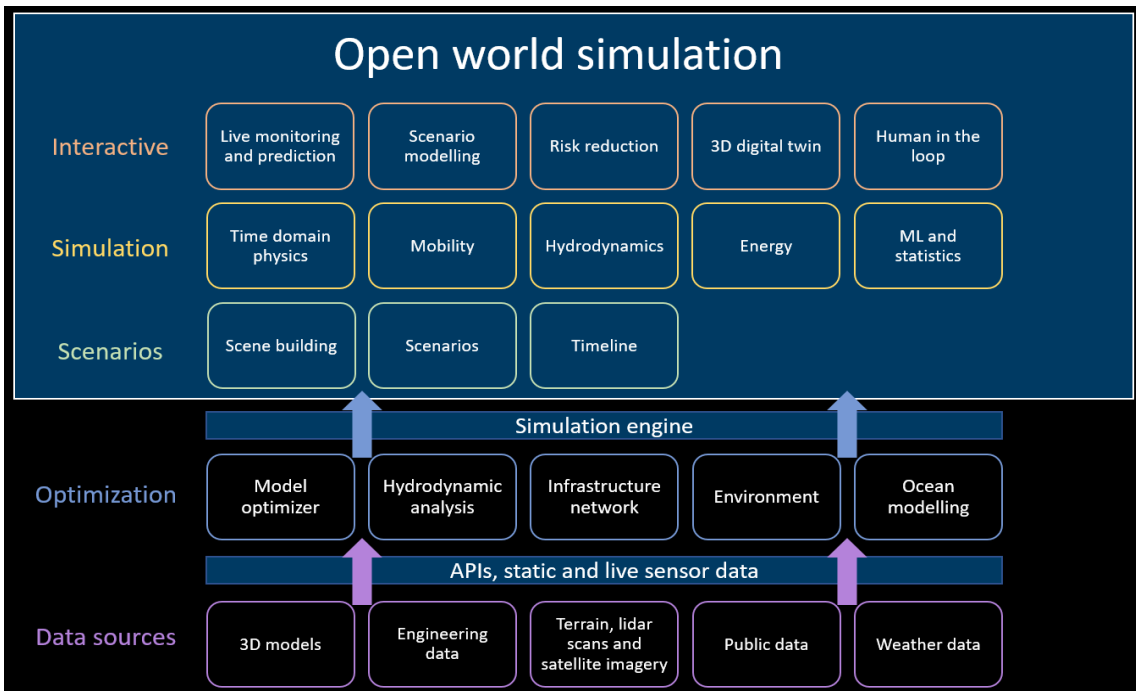 Open world simulation
Interactive
Live monitoring
and prediction
Scenario
modelling
Risk reduction
3D digital twin
Human in the
loop
Simulation
Time domain
physics
Mobility
Hydrodynamics
Energy
ML and
statistics
Scenarios
Scene building
Scenarios
Timeline
Simulation engine
Optimization
Model
optimizer
Hydrodynamic
analysis
Infrastructure
network
Environment
Ocean
modelling
APIs, static and live sensor data
Data sources
3D models
Engineering
data
Terrain, lidar
scans and
satellite imagery
Public data
Weather data